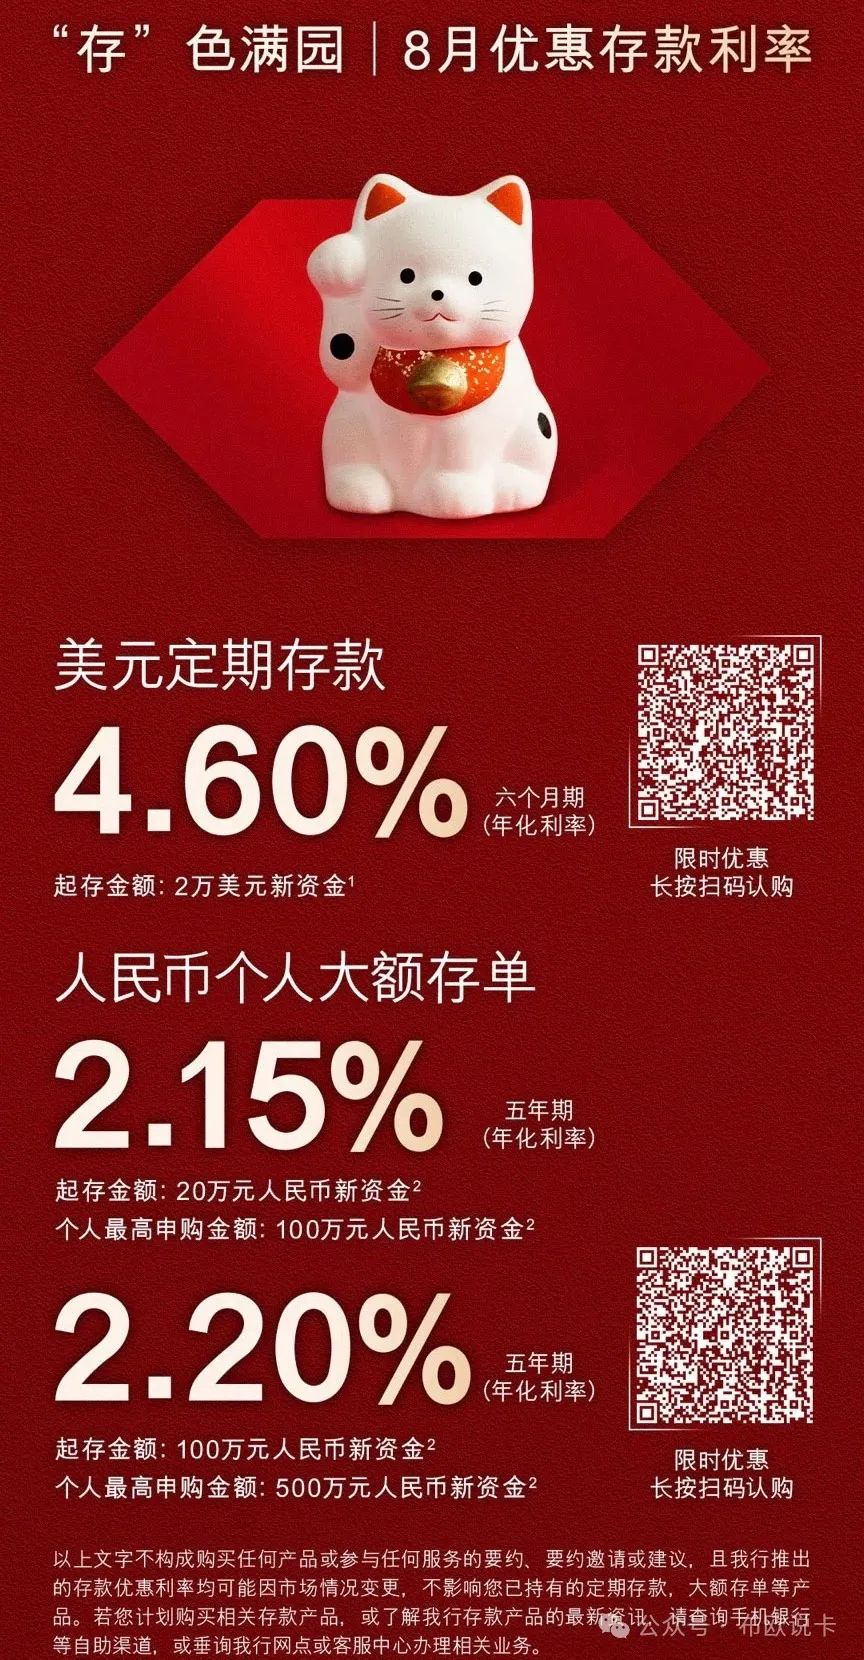 “存”色满园｜8月优惠存款利率
美元定期存款
4.60%
六个月期
(年化利率)
起存金额: 2万美元新资金¹
限时优惠
长按扫码认购
人民币个人大额存单
2.15%
五年期
(年化利率)
起存金额: 20万元人民币新资金²
个人最高申购金额: 100万元人民币新资金²
2.20%
五年期
(年化利率)
起存金额: 100万元人民币新资金²
个人最高申购金额: 500万元人民币新资金²
限时优惠
长按扫码认购
以上文字不构成购买任何产品或参与任何服务的要约、要约邀请或建议，且我行推出
的存款优惠利率均可能因市场情况变更，不影响您已持有的定期存款，大额存单等产
品。若您计划购买相关存款产品，或了解我行存款产品的最新资讯，请查询手机银行
等自助渠道，或垂询我行网点或客服中心办理相关业务。
公众号·布欧说卡